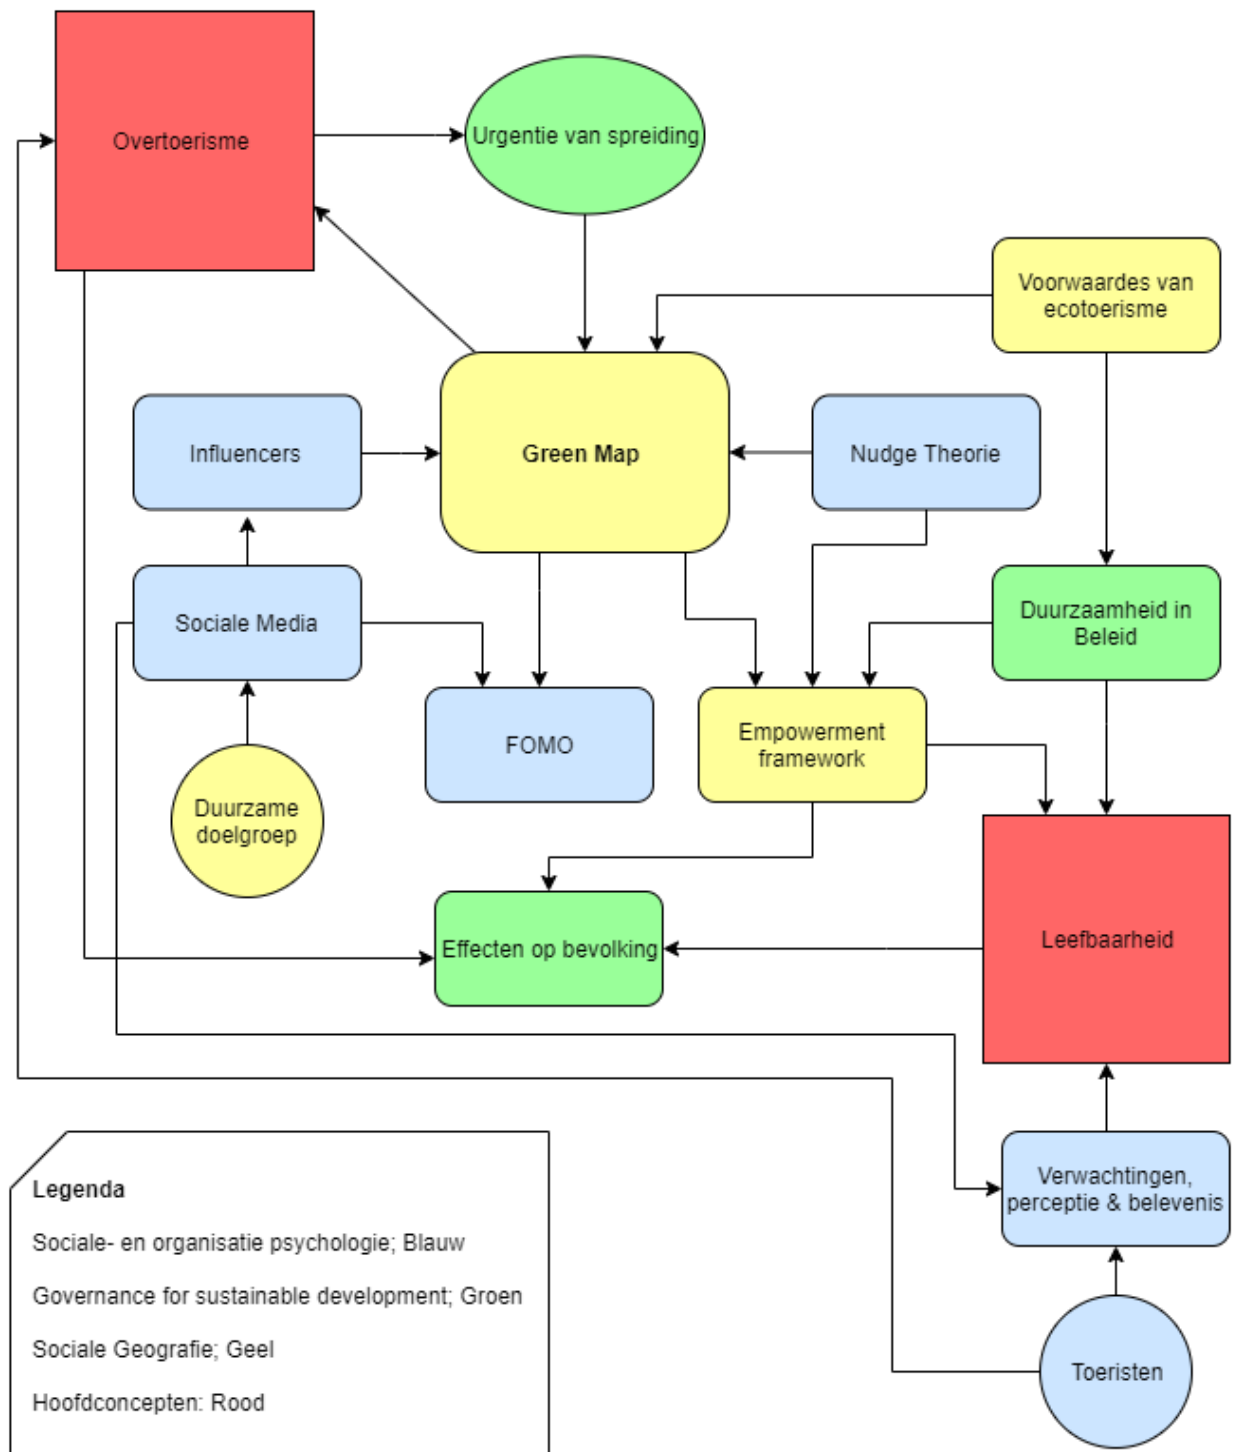 Overtoerisme
Urgentie van spreiding
Voorwaardes van
ecotoerisme
Influencers
Green Map
Nudge Theorie
Sociale Media
Duurzaamheid in
Beleid
FOMO
Empowerment
framework
Duurzame
doelgroep
Effecten op bevolking
Leefbaarheid
Verwachtingen,
perceptie & belevenis
Toeristen
Legenda
Sociale- en organisatie psychologie; Blauw
Governance for sustainable development; Groen
Sociale Geografie; Geel
Hoofdconcepten: Rood